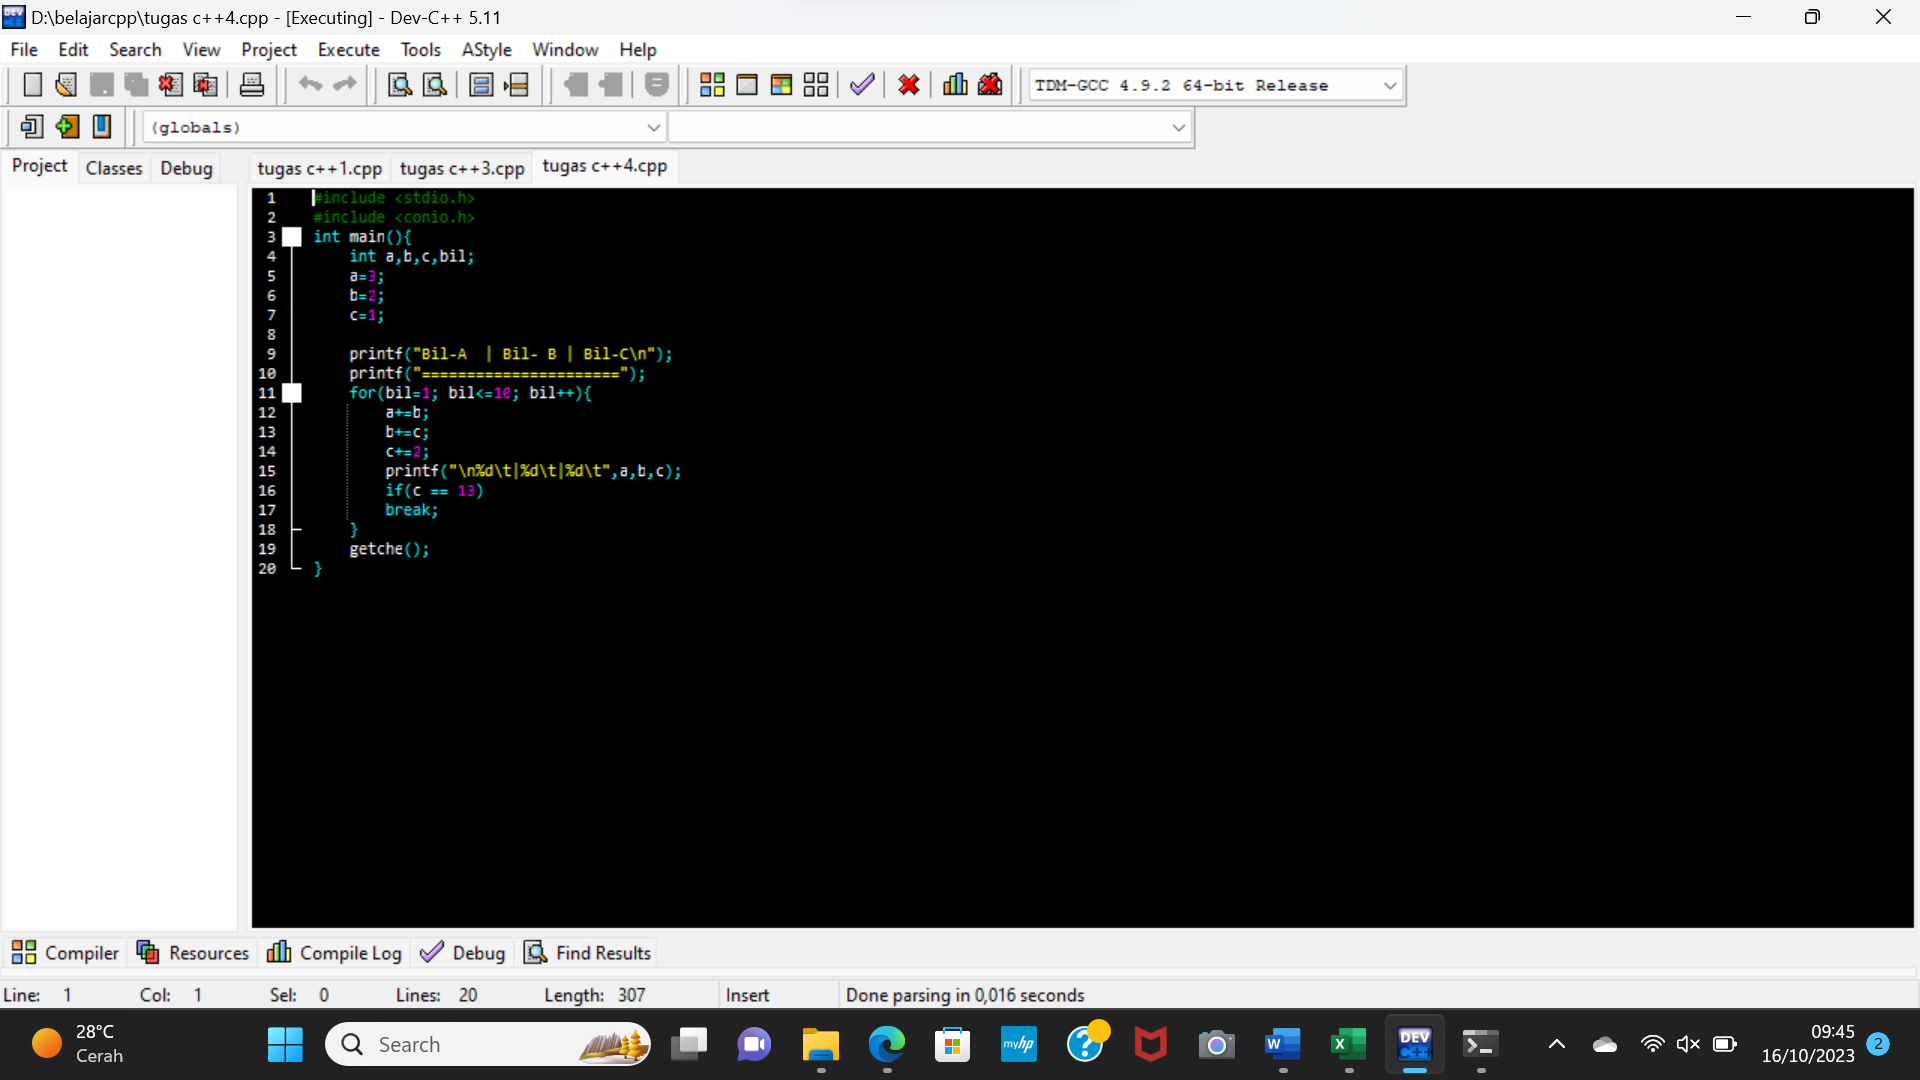 D:\belajarcpp\tugas c++4.cpp - [Executing] - Dev-C++ 5.11
File Edit Search View Project Execute Tools AStyle Window Help
TDM-GCC 4.9.2 64-bit Release
(globals)
Project Classes Debug tugas c++1.cpp tugas c++3.cpp tugas c++4.cpp
1 #include <stdio.h>
2 #include <conio.h>
3 int main(){
4 int a,b,c,bil;
5 a=3;
6 b=2;
7 c=1;
8
9 printf("Bil-A  | Bil- B | Bil-C\n");
10 printf("======================");
11 for(bil=1; bil<=10; bil++){
12 a+=b;
13 b+=c;
14 c+=2;
15 printf("\n%d\t|%d\t|%d\t",a,b,c);
16 if(c == 13)
17 break;
18 }
19 getche();
20 }
Compiler Resources Compile Log Debug Find Results
Line: 1 Col: 1 Sel: 0 Lines: 20 Length: 307 Insert Done parsing in 0,016 seconds
28°C
Cerah
Search
myhp
DEV
C++
09:45
16/10/2023
2